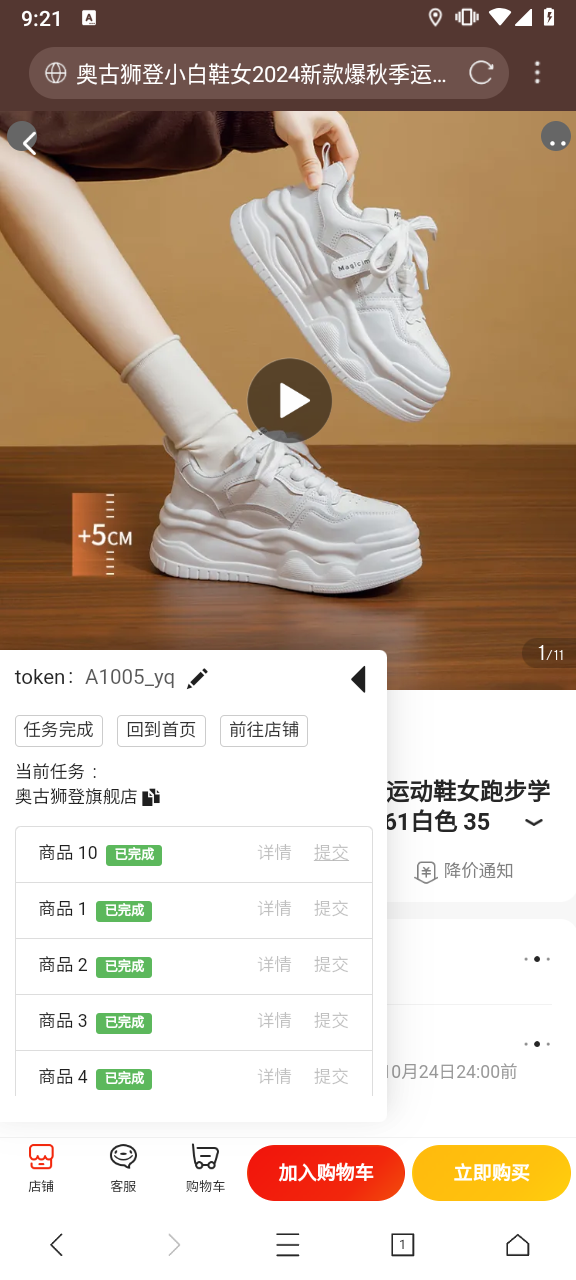 9:21
A
奥古狮登小白鞋女2024新款爆秋季运...
+5CM
1/11
token： A1005_yq
任务完成 回到首页 前往店铺
当前任务 ：
奥古狮登旗舰店
运动鞋女跑步学
61白色 35
商品 10 已完成 详情 提交
降价通知
商品 1 已完成 详情 提交
商品 2 已完成 详情 提交
商品 3 已完成 详情 提交
10月24日24:00前
商品 4 已完成 详情 提交
店铺 客服 购物车 加入购物车 立即购买
1